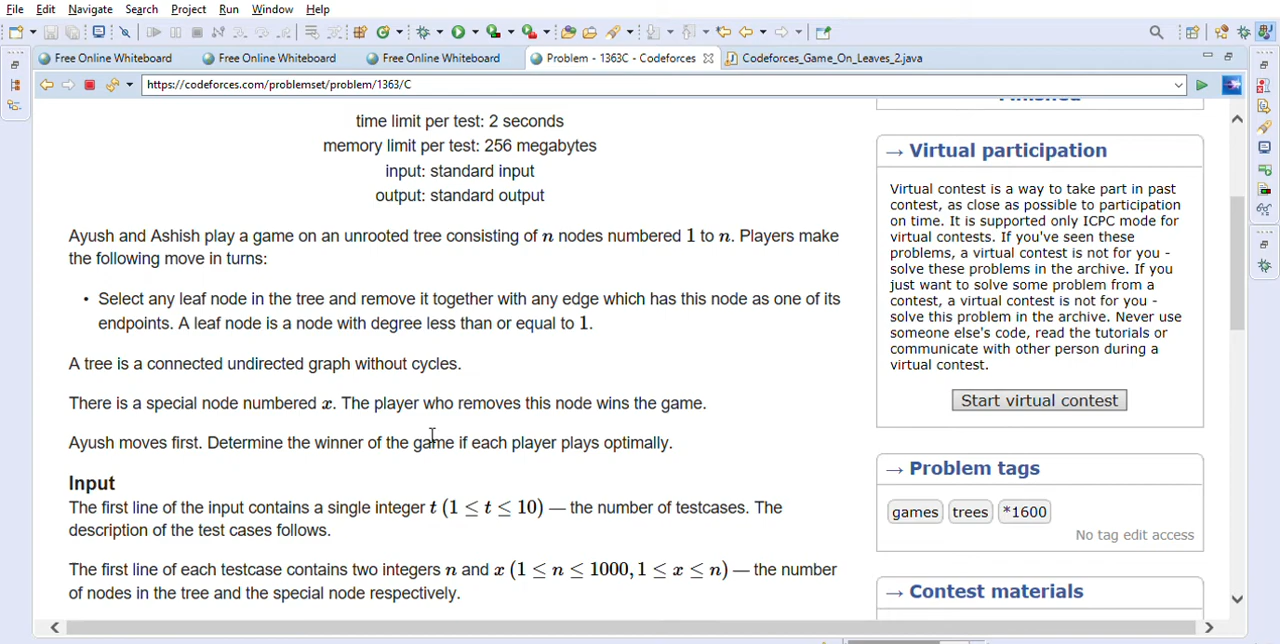 File Edit Navigate Search Project Run Window Help
Free Online Whiteboard
Free Online Whiteboard
Free Online Whiteboard
Problem - 1363C - Codeforces
Codeforces_Game_On_Leaves_2.java
https://codeforces.com/problemset/problem/1363/C
time limit per test: 2 seconds
memory limit per test: 256 megabytes
input: standard input
output: standard output
Ayush and Ashish play a game on an unrooted tree consisting of n nodes numbered 1 to n. Players make
the following move in turns:
• Select any leaf node in the tree and remove it together with any edge which has this node as one of its
endpoints. A leaf node is a node with degree less than or equal to 1.
A tree is a connected undirected graph without cycles.
There is a special node numbered x. The player who removes this node wins the game.
Ayush moves first. Determine the winner of the game if each player plays optimally.
Input
The first line of the input contains a single integer t (1 ≤ t ≤ 10) — the number of testcases. The
description of the test cases follows.
The first line of each testcase contains two integers n and x (1 ≤ n ≤ 1000, 1 ≤ x ≤ n) — the number
of nodes in the tree and the special node respectively.
Finished
→ Virtual participation
Virtual contest is a way to take part in past
contest, as close as possible to participation
on time. It is supported only ICPC mode for
virtual contests. If you've seen these
problems, a virtual contest is not for you -
solve these problems in the archive. If you
just want to solve some problem from a
contest, a virtual contest is not for you -
solve this problem in the archive. Never use
someone else's code, read the tutorials or
communicate with other person during a
virtual contest.
Start virtual contest
→ Problem tags
games trees *1600
No tag edit access
→ Contest materials